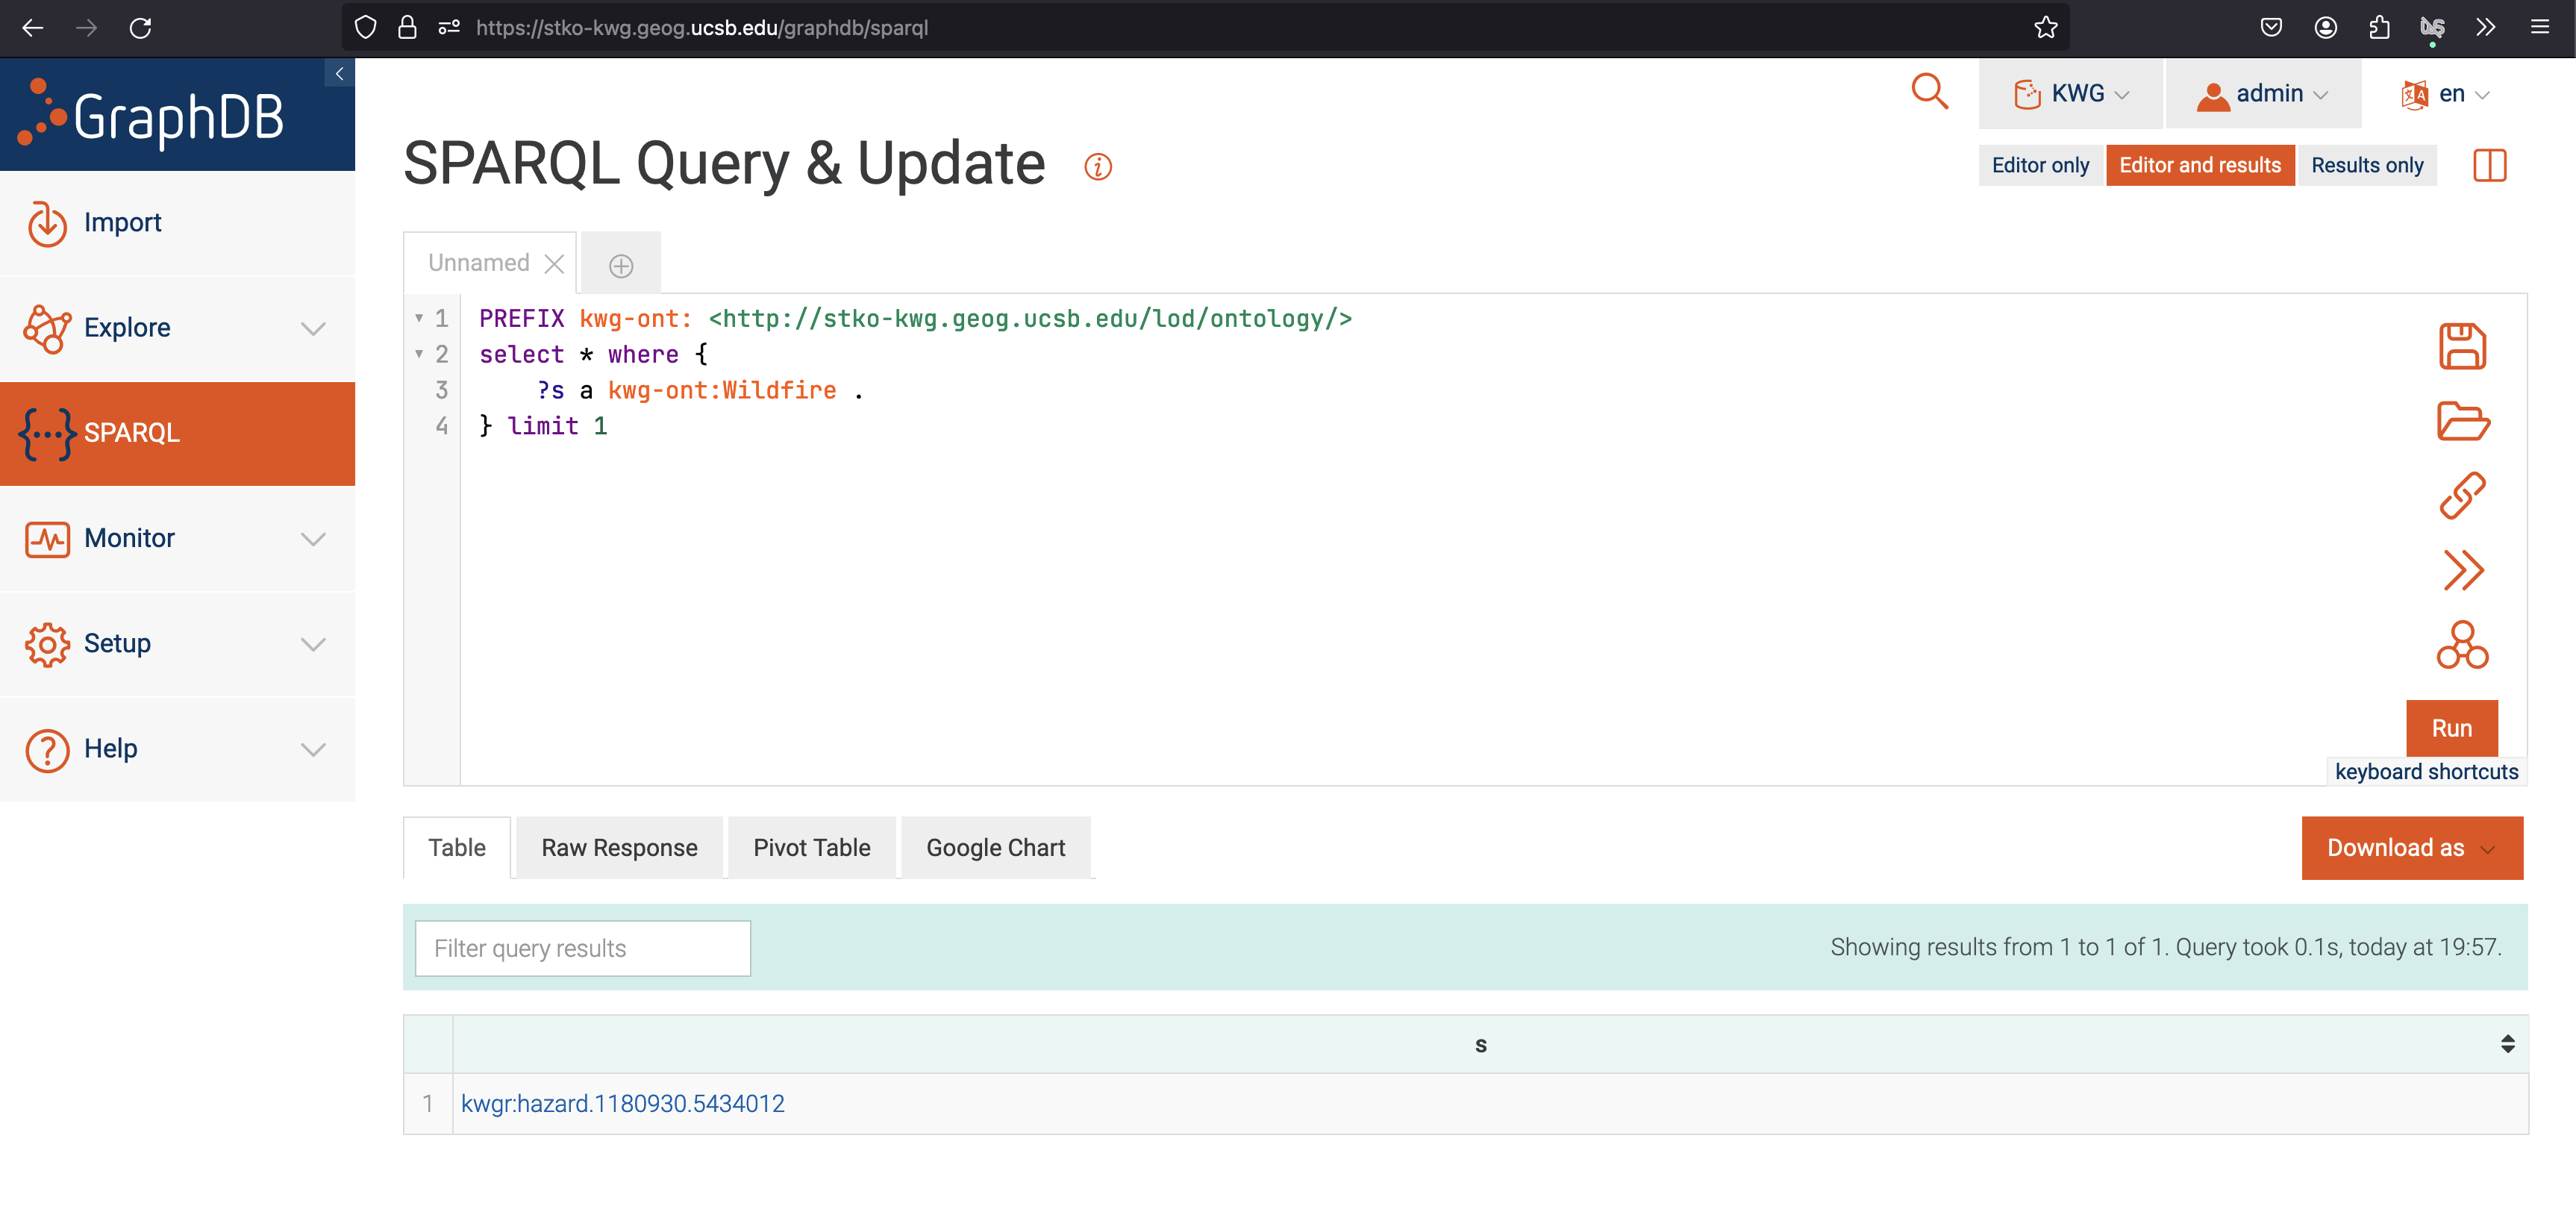 https://stko-kwg.geog.ucsb.edu/graphdb/sparql
GraphDB
KWG
admin
en
SPARQL Query & Update
Editor only
Editor and results
Results only
Import
Explore
SPARQL
Monitor
Setup
Help
Unnamed
1 PREFIX kwg-ont: <http://stko-kwg.geog.ucsb.edu/lod/ontology/>
2 select * where {
3 ?s a kwg-ont:Wildfire .
4 } limit 1
Run
keyboard shortcuts
Table
Raw Response
Pivot Table
Google Chart
Download as
Filter query results
Showing results from 1 to 1 of 1. Query took 0.1s, today at 19:57.
s
1 kwgr:hazard.1180930.5434012